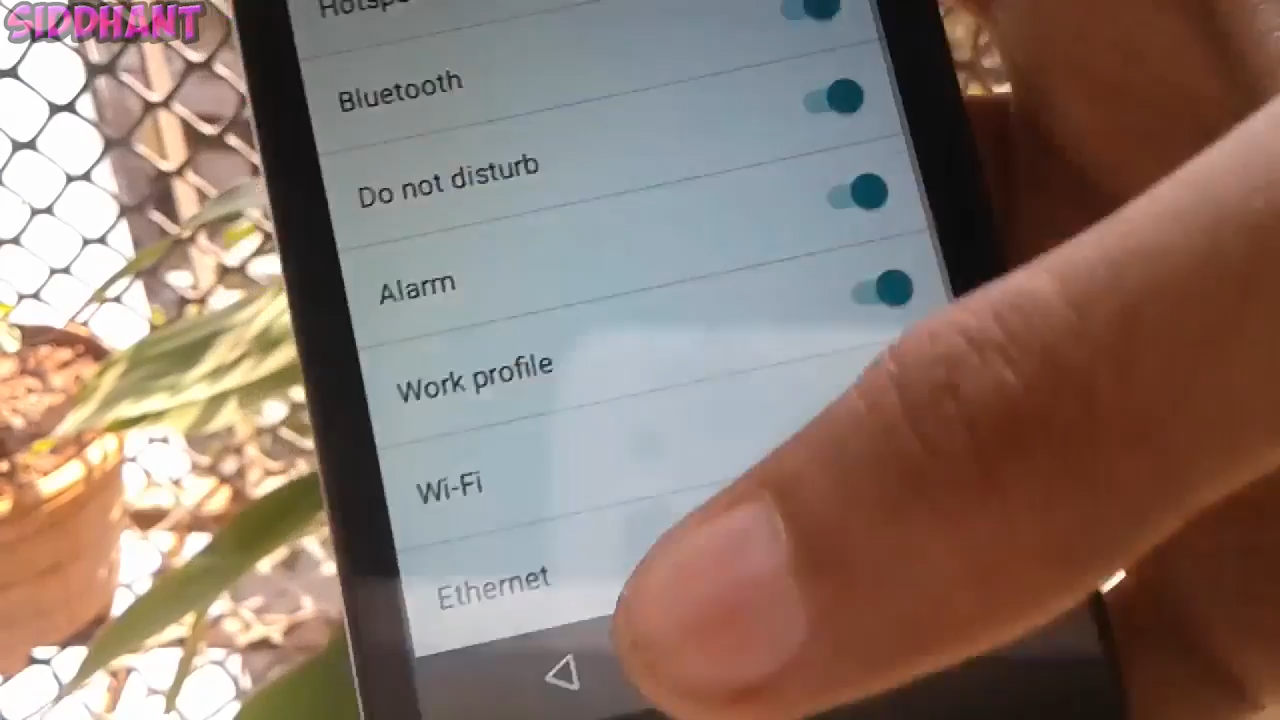 SIDDHANT
Bluetooth
Do not disturb
Alarm
Work profile
Wi-Fi
Ethernet